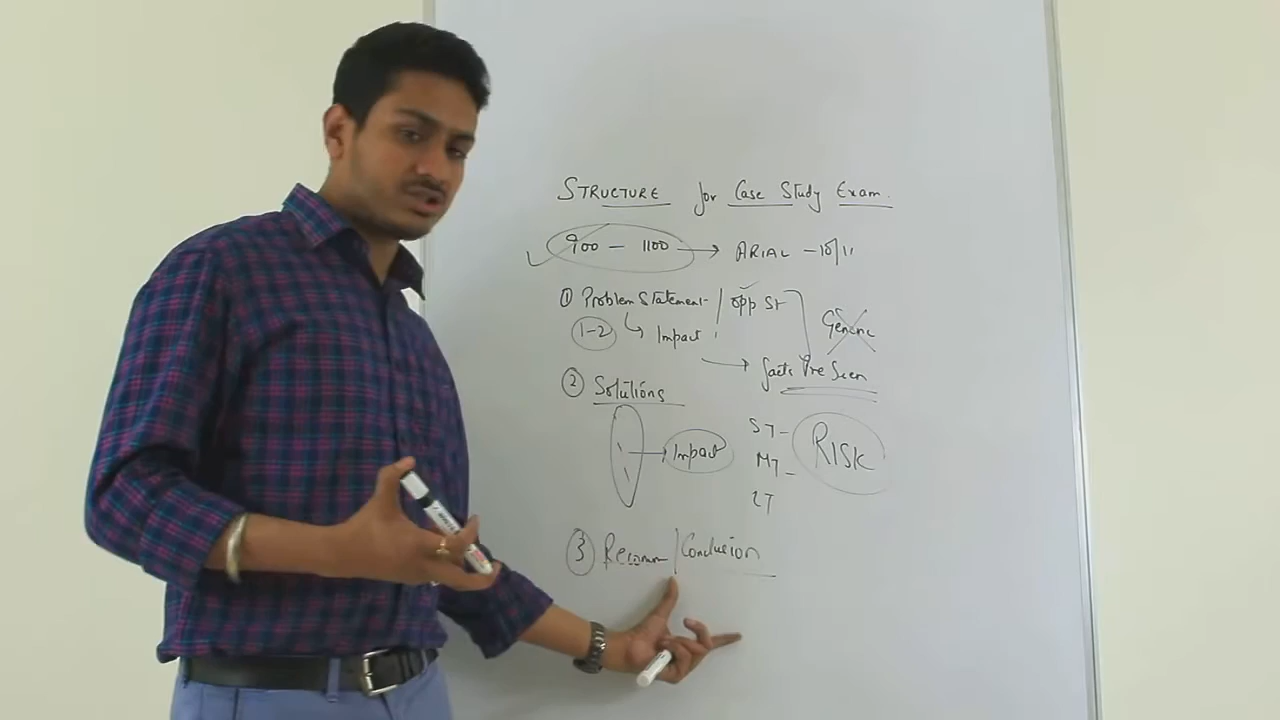 STRUCTURE for Case Study Exam.
900 - 1100 → ARIAL - 10/11
① Problem Statement / opp St
1-2 ↳ Impact
Generic
→ facts Pre Seen
② Solutions
→ Impact
ST -
MT -
LT
RISK
③ Recomm / Conclusion